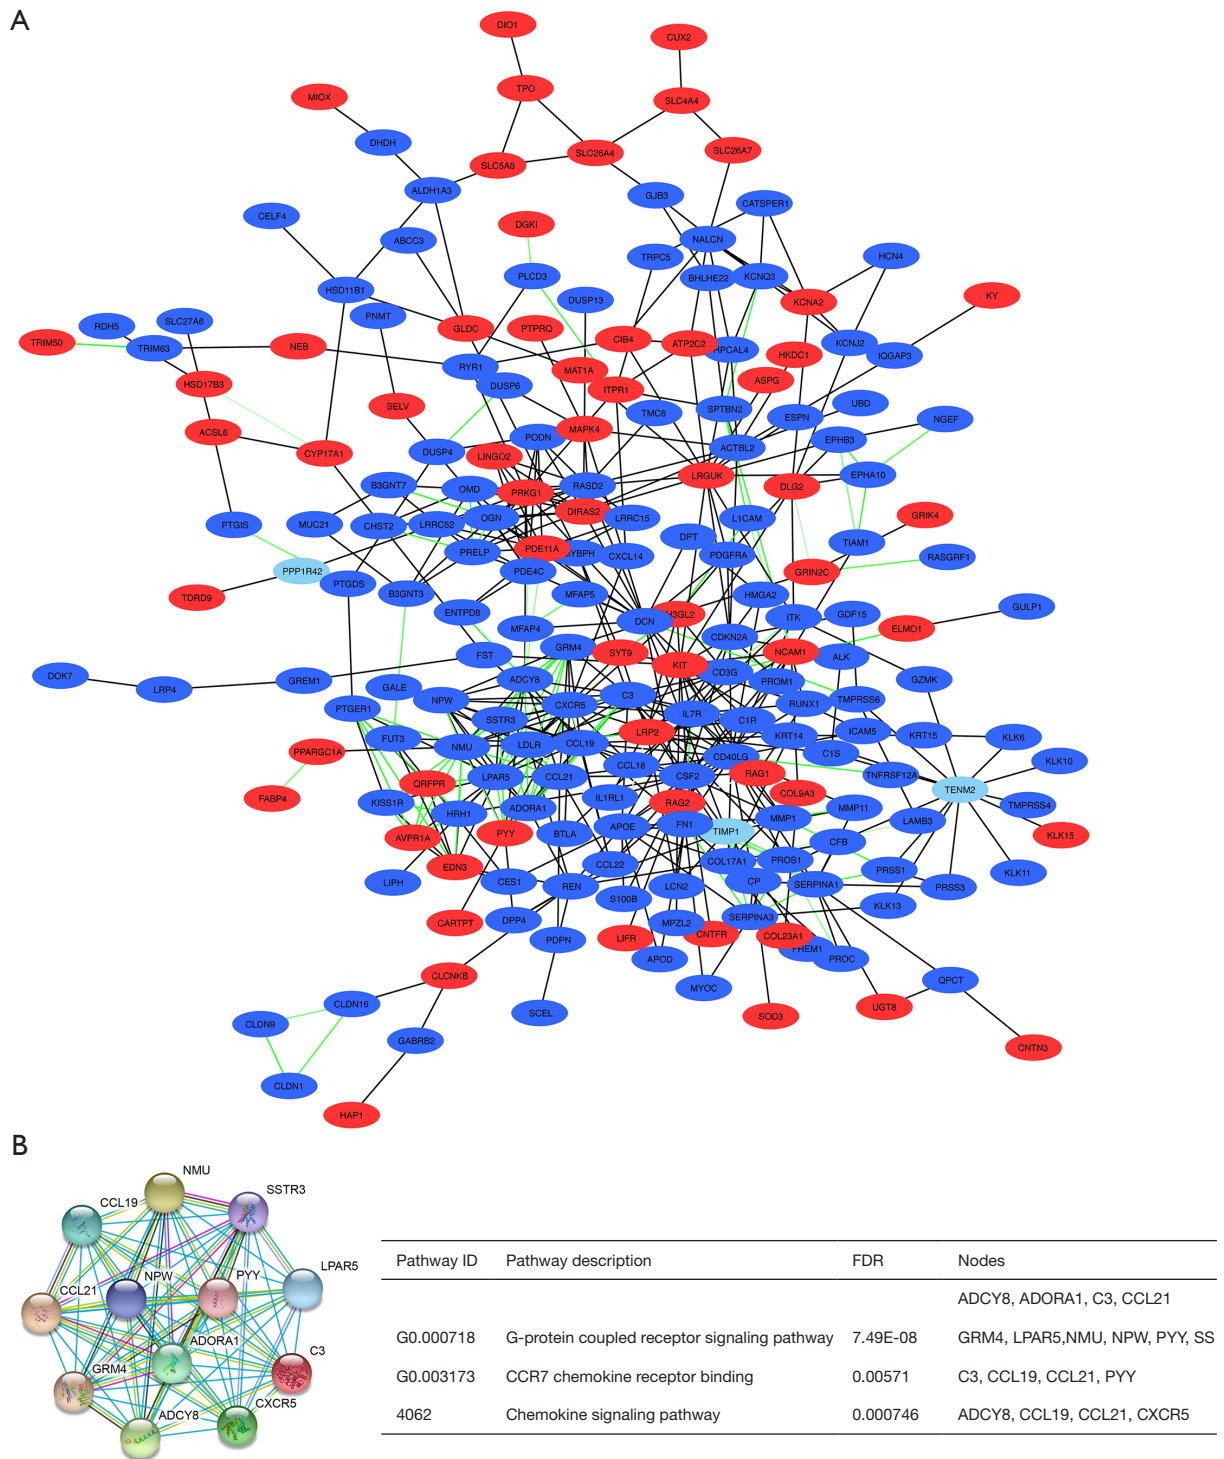 A
DIO1
CUX2
TPO
MIOX
SLC4A4
DHDH
SLC26A4
SLC26A7
SLC5A8
ALDH1A3
GJB3
CATSPER1
CELF4
DGKI
ABCC3
NALCN
TRPC5
HCN4
PLCD3
BHLHE22
KCNQ3
HSD11B1
DUSP13
KCNA2
KY
PNMT
SLC27A6
RDH5
GLDC
PTPRQ
CIB4
ATP2C2
KCNJ2
TRIM50
TRIM63
NEB
HPCAL4
HKDC1
IQGAP3
RYR1
MAT1A
HSD17B3
DUSP6
ITPR1
ASPG
SELV
TMC6
SPTBN2
ESPN
UBD
NGEF
ACSL6
MAPK4
CYP17A1
DUSP4
PODN
ACTBL2
EPHB3
LINGO2
B3GNT7
OMD
PRKG1
RASD2
LRGUK
DLG2
EPHA10
PTGIS
MUC21
CHST2
LRRC52
OGN
DIRAS2
LRRC15
L1CAM
GRIK4
PRELP
PDE11A
CXCL14
DPT
PDGFRA
TIAM1
PPP1R42
PTGDS
PDE4C
GRIN2C
RASGRF1
TDRD9
B3GNT3
MFAP5
HMGA2
ENTPD8
DCN
ITK
GDF15
GULP1
MFAP4
CDKN2A
ELMO1
GRM4
SYT9
KIT
NCAM1
ALK
FST
DOK7
LRP4
GREM1
GALE
ADCY8
CD3G
PROM1
GZMK
NPW
C3
TMPRSS6
PTGER1
CXCR5
IL7R
C1R
RUNX1
SSTR3
FUT3
NMU
LDLR
CCL19
LRP2
KRT14
ICAM5
KRT15
KLK6
PPARGC1A
CCL18
CD40LG
C1S
KLK10
QRFPR
LPAR5
CCL21
CSF2
RAG1
TNFRSF12A
TENM2
FABP4
KISS1R
HRH1
ADORA1
IL1RL1
RAG2
COL9A3
MMP11
TMPRSS4
AVPR1A
PYY
BTLA
APOE
FN1
TIMP1
MMP1
LAMB3
KLK15
EDN3
CCL22
COL17A1
PROS1
CFB
LIPH
CES1
REN
LCN2
CP
SERPINA1
PRSS1
PRSS3
KLK11
CARTPT
DPP4
S100B
MPZL2
SERPINA3
KLK13
PDPN
LIFR
CNTFR
COL23A1
APOD
PROC
CLCNKB
MYOC
QPCT
CLDN16
SCEL
SOD3
UGT8
CLDN9
GABRB2
CNTN3
CLDN1
HAP1
B
NMU
SSTR3
CCL19
LPAR5
NPW
PYY
CCL21
ADORA1
C3
GRM4
CXCR5
ADCY8
Pathway ID Pathway description FDR Nodes
ADCY8, ADORA1, C3, CCL21
G0.000718 G-protein coupled receptor signaling pathway 7.49E-08 GRM4, LPAR5,NMU, NPW, PYY, SS
G0.003173 CCR7 chemokine receptor binding 0.00571 C3, CCL19, CCL21, PYY
4062 Chemokine signaling pathway 0.000746 ADCY8, CCL19, CCL21, CXCR5